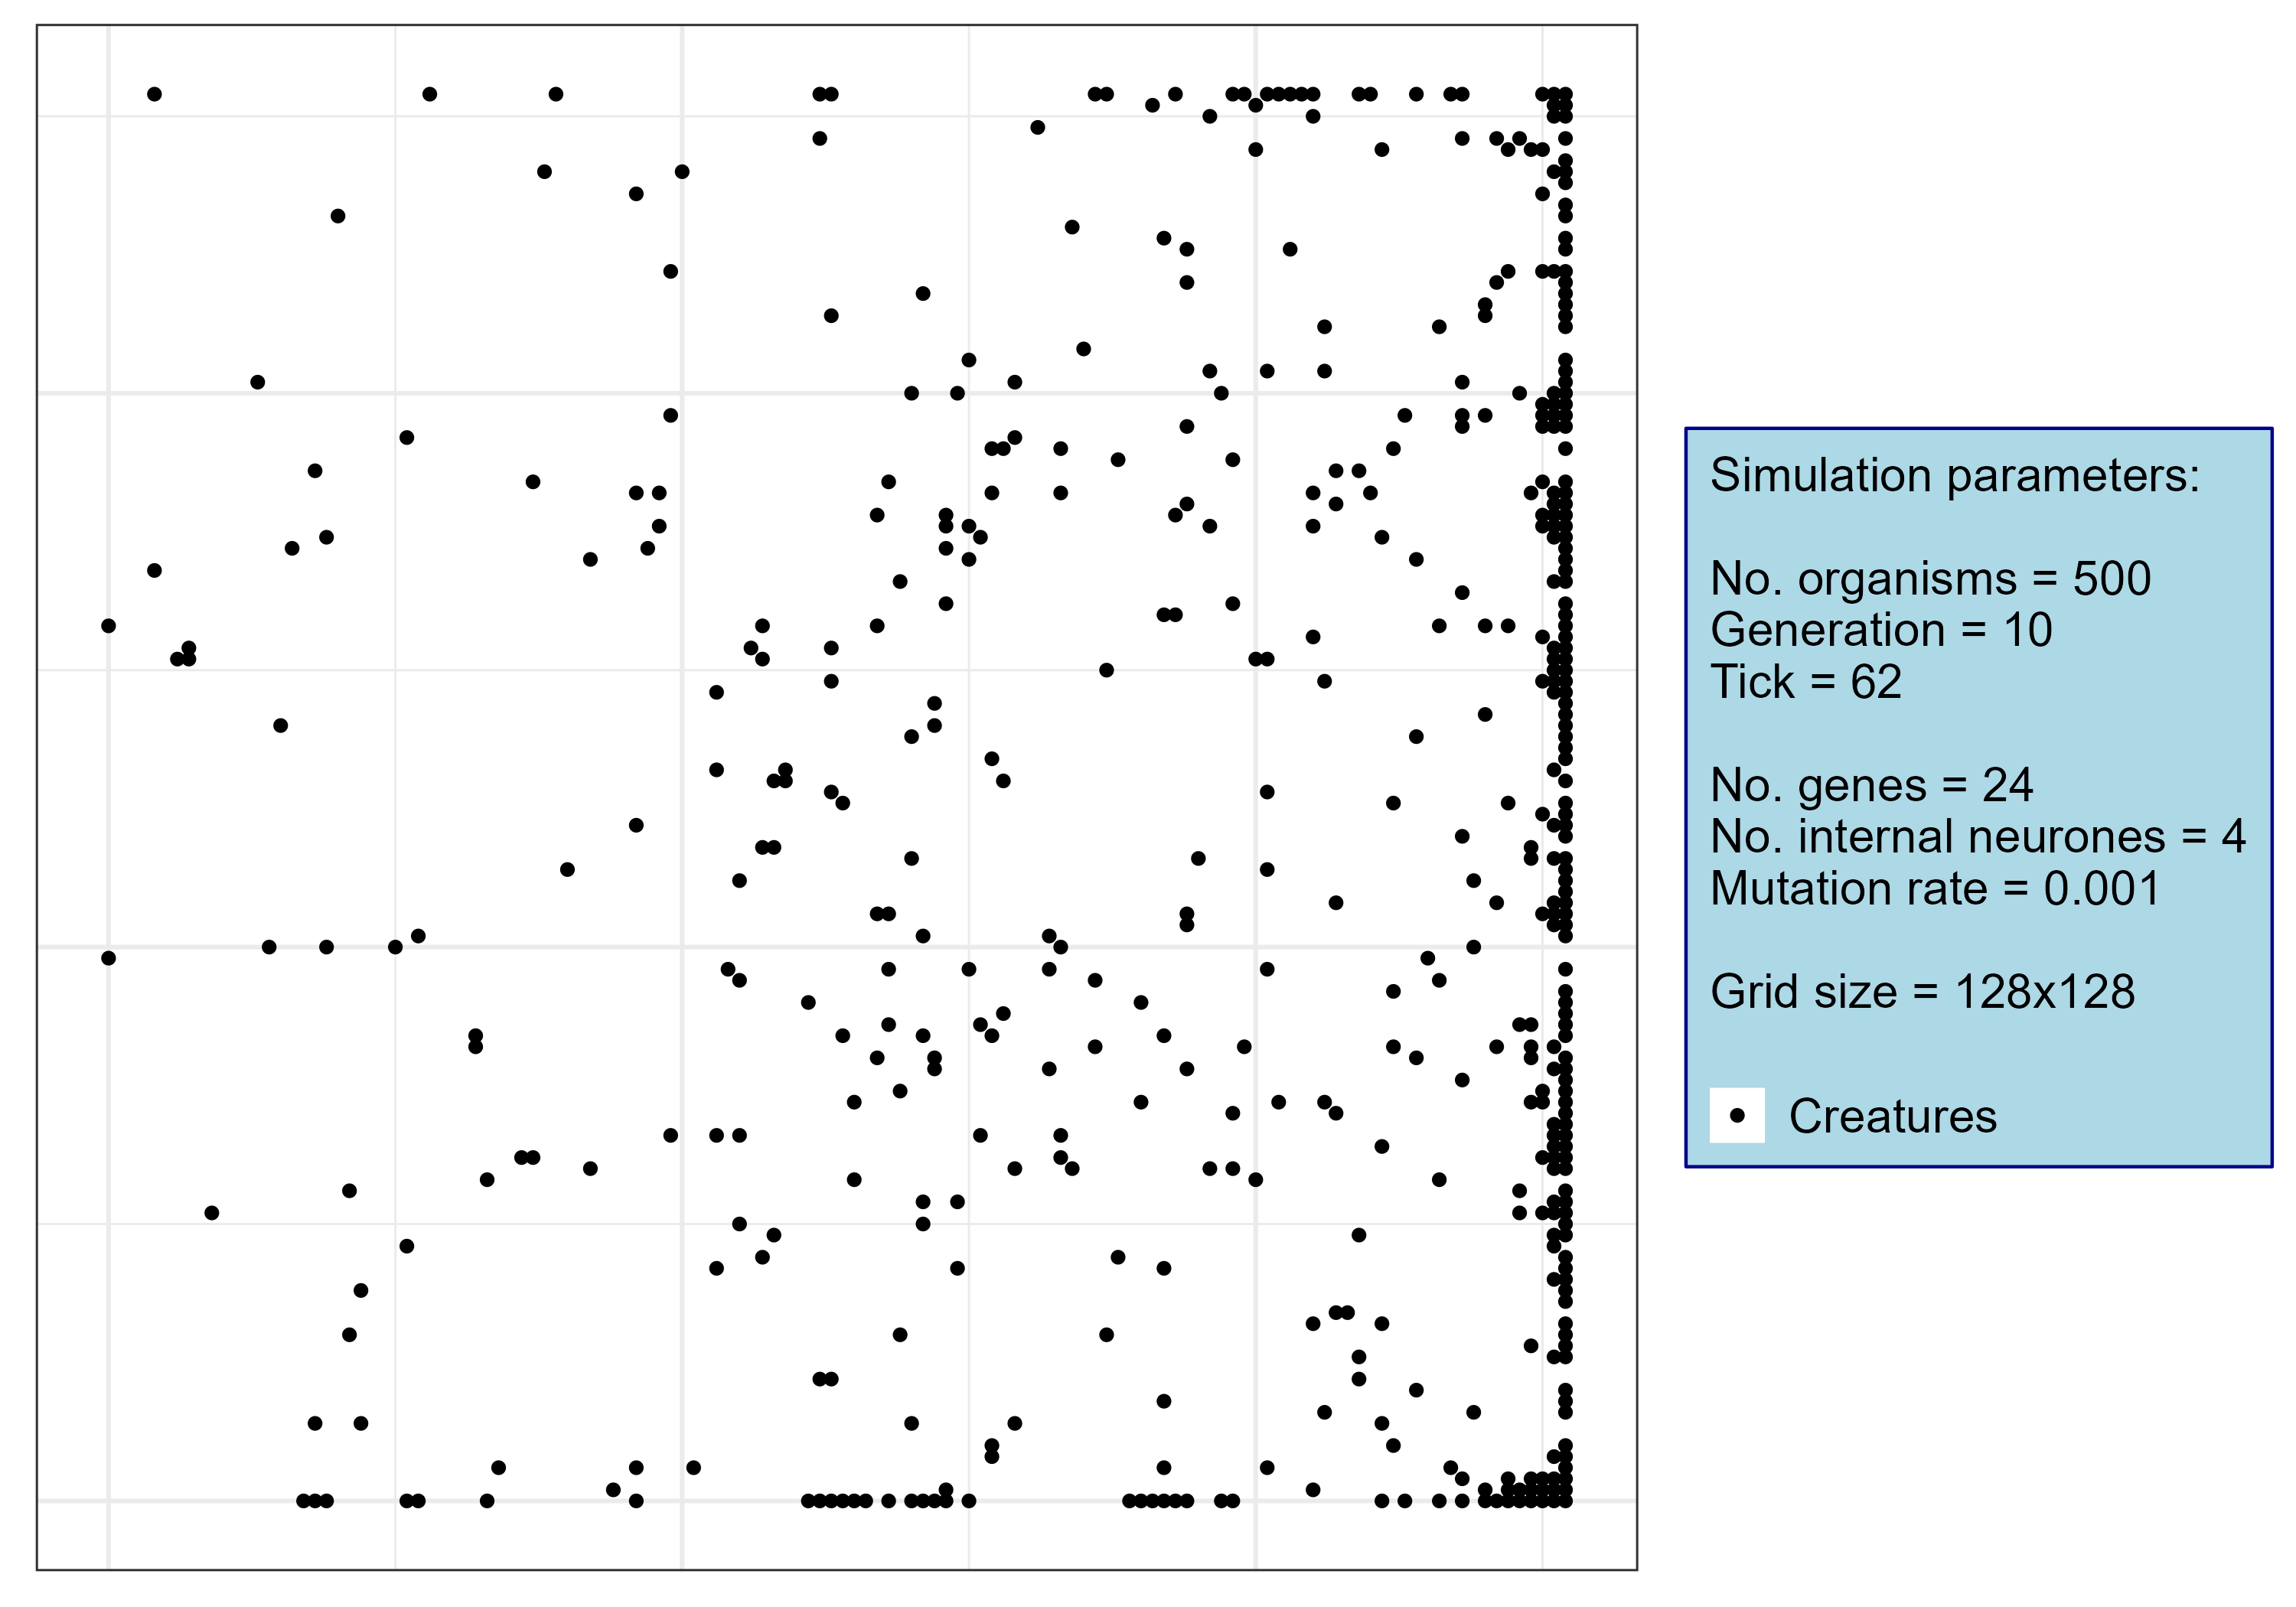 Simulation parameters:
No. organisms = 500
Generation = 10
Tick = 62
No. genes = 24
No. internal neurones = 4
Mutation rate = 0.001
Grid size = 128x128
Creatures